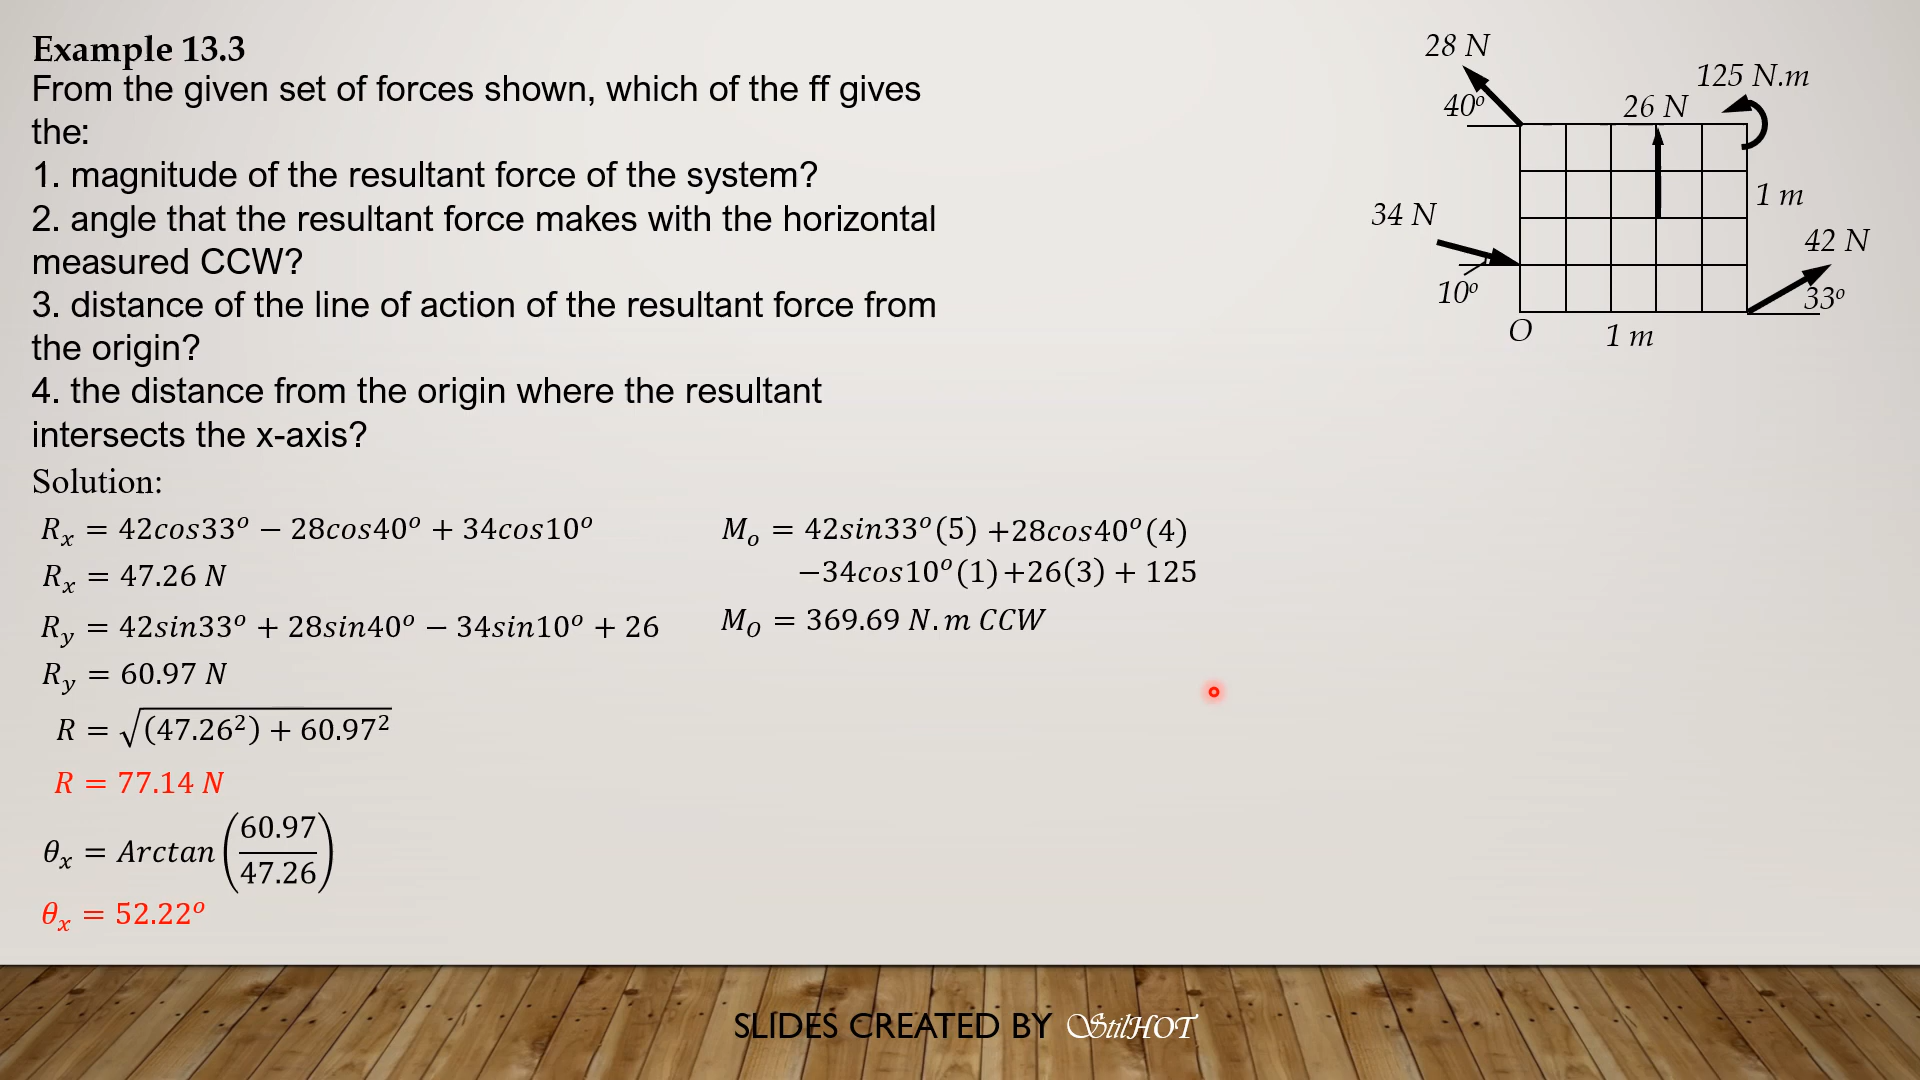 Example 13.3
From the given set of forces shown, which of the ff gives
the:
1. magnitude of the resultant force of the system?
2. angle that the resultant force makes with the horizontal
measured CCW?
3. distance of the line of action of the resultant force from
the origin?
4. the distance from the origin where the resultant
intersects the x-axis?
Solution:
Rₓ = 42cos33° − 28cos40° + 34cos10°
Rₓ = 47.26 N
R_y = 42sin33° + 28sin40° − 34sin10° + 26
R_y = 60.97 N
R = √((47.26²) + 60.97²)
R = 77.14 N
θₓ = Arctan(60.97/47.26)
θₓ = 52.22°
Mₒ = 42sin33°(5) +28cos40°(4)
−34cos10°(1)+26(3) + 125
M_O = 369.69 N.m CCW
28 N
125 N.m
40°
26 N
1 m
34 N
42 N
10°
33°
O
1 m
SLIDES CREATED BY StilHOT